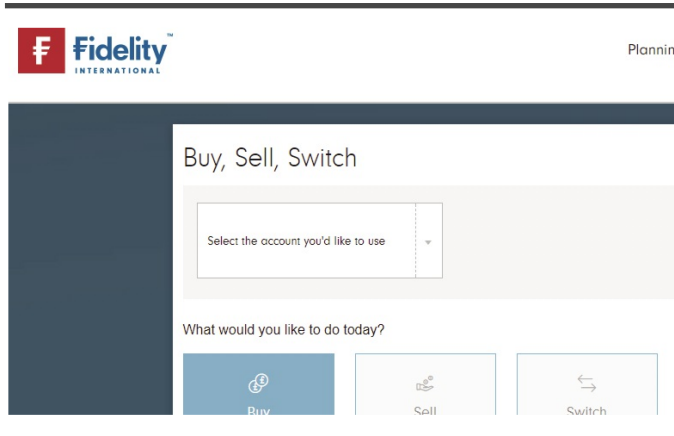 Fidelity™
INTERNATIONAL
Plannin
Buy, Sell, Switch
Select the account you'd like to use
What would you like to do today?
Buy
Sell
Switch